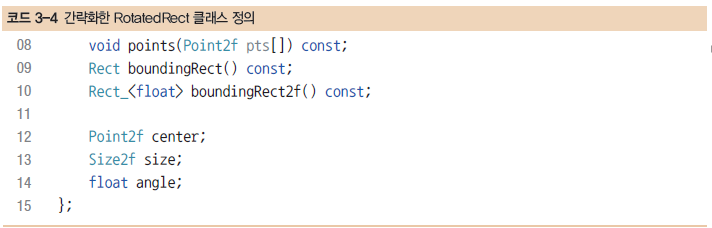 코드 3-4 간략화한 RotatedRect 클래스 정의
08 void points(Point2f pts[]) const;
09 Rect boundingRect() const;
10 Rect_<float> boundingRect2f() const;
11
12 Point2f center;
13 Size2f size;
14 float angle;
15 };